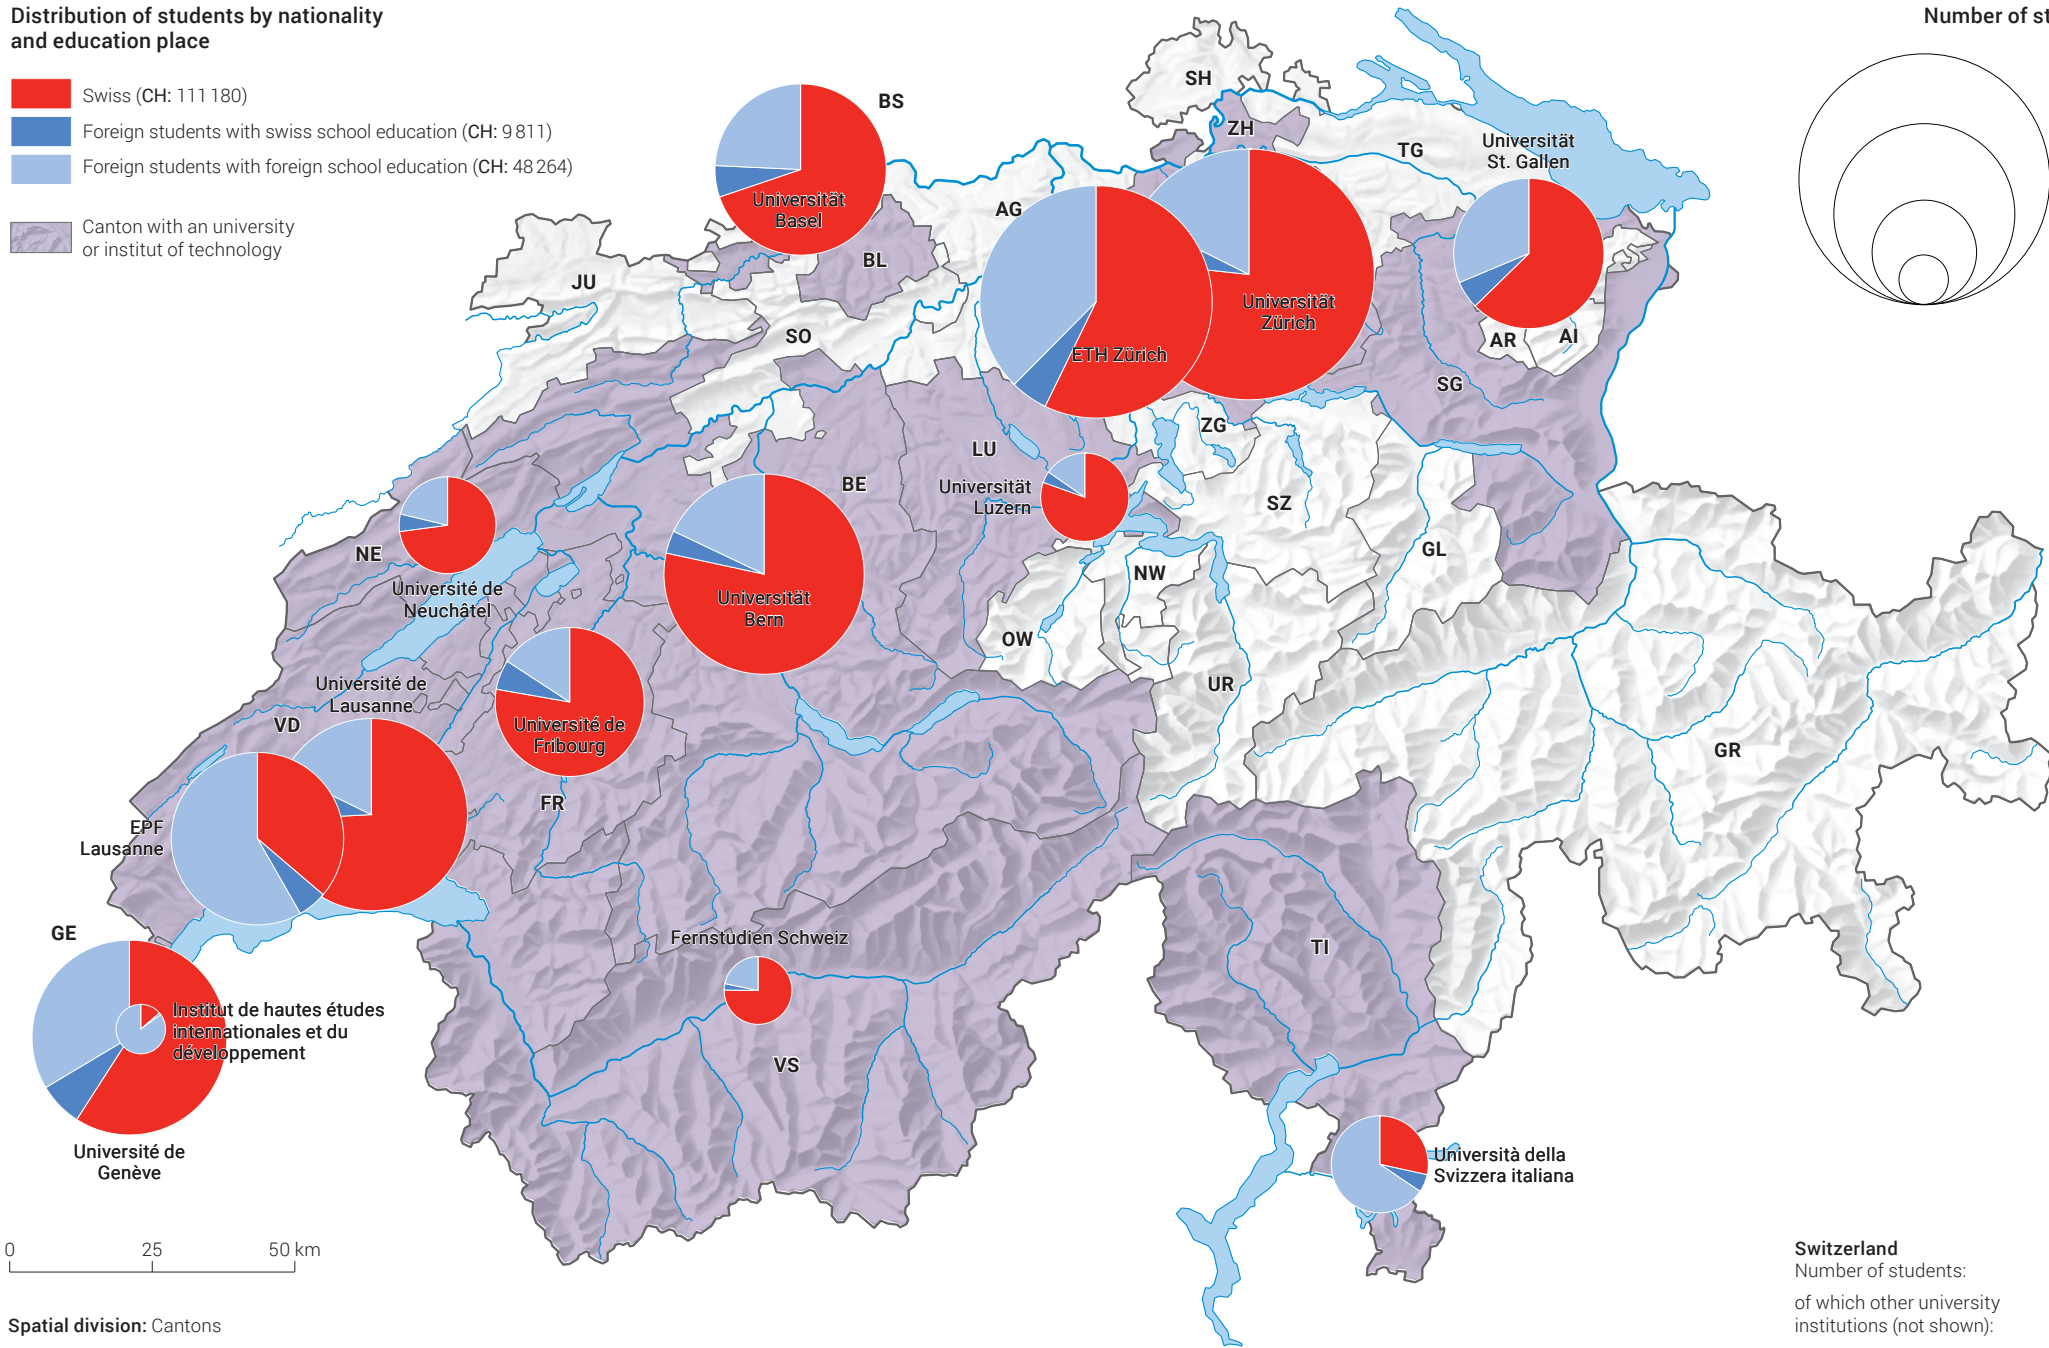 Distribution of students by nationality
and education place
Number of st
Swiss (CH: 111 180)
Foreign students with swiss school education (CH: 9 811)
Foreign students with foreign school education (CH: 48 264)
Canton with an university
or institut of technology
BS
SH
ZH
TG
Universität
St. Gallen
Universität
Basel
AG
BL
JU
SO
Universität
Zürich
ETH Zürich
AR
AI
SG
ZG
LU
BE
Universität
Luzern
SZ
NE
GL
NW
Université de
Neuchâtel
Universität
Bern
OW
UR
Université de
Lausanne
VD
Université de
Fribourg
GR
FR
EPF
Lausanne
GE
Fernstudien Schweiz
TI
Institut de hautes études
internationales et du
développement
VS
Université de
Genève
Università della
Svizzera italiana
0 25 50 km
Switzerland
Number of students:
of which other university
institutions (not shown):
Spatial division: Cantons